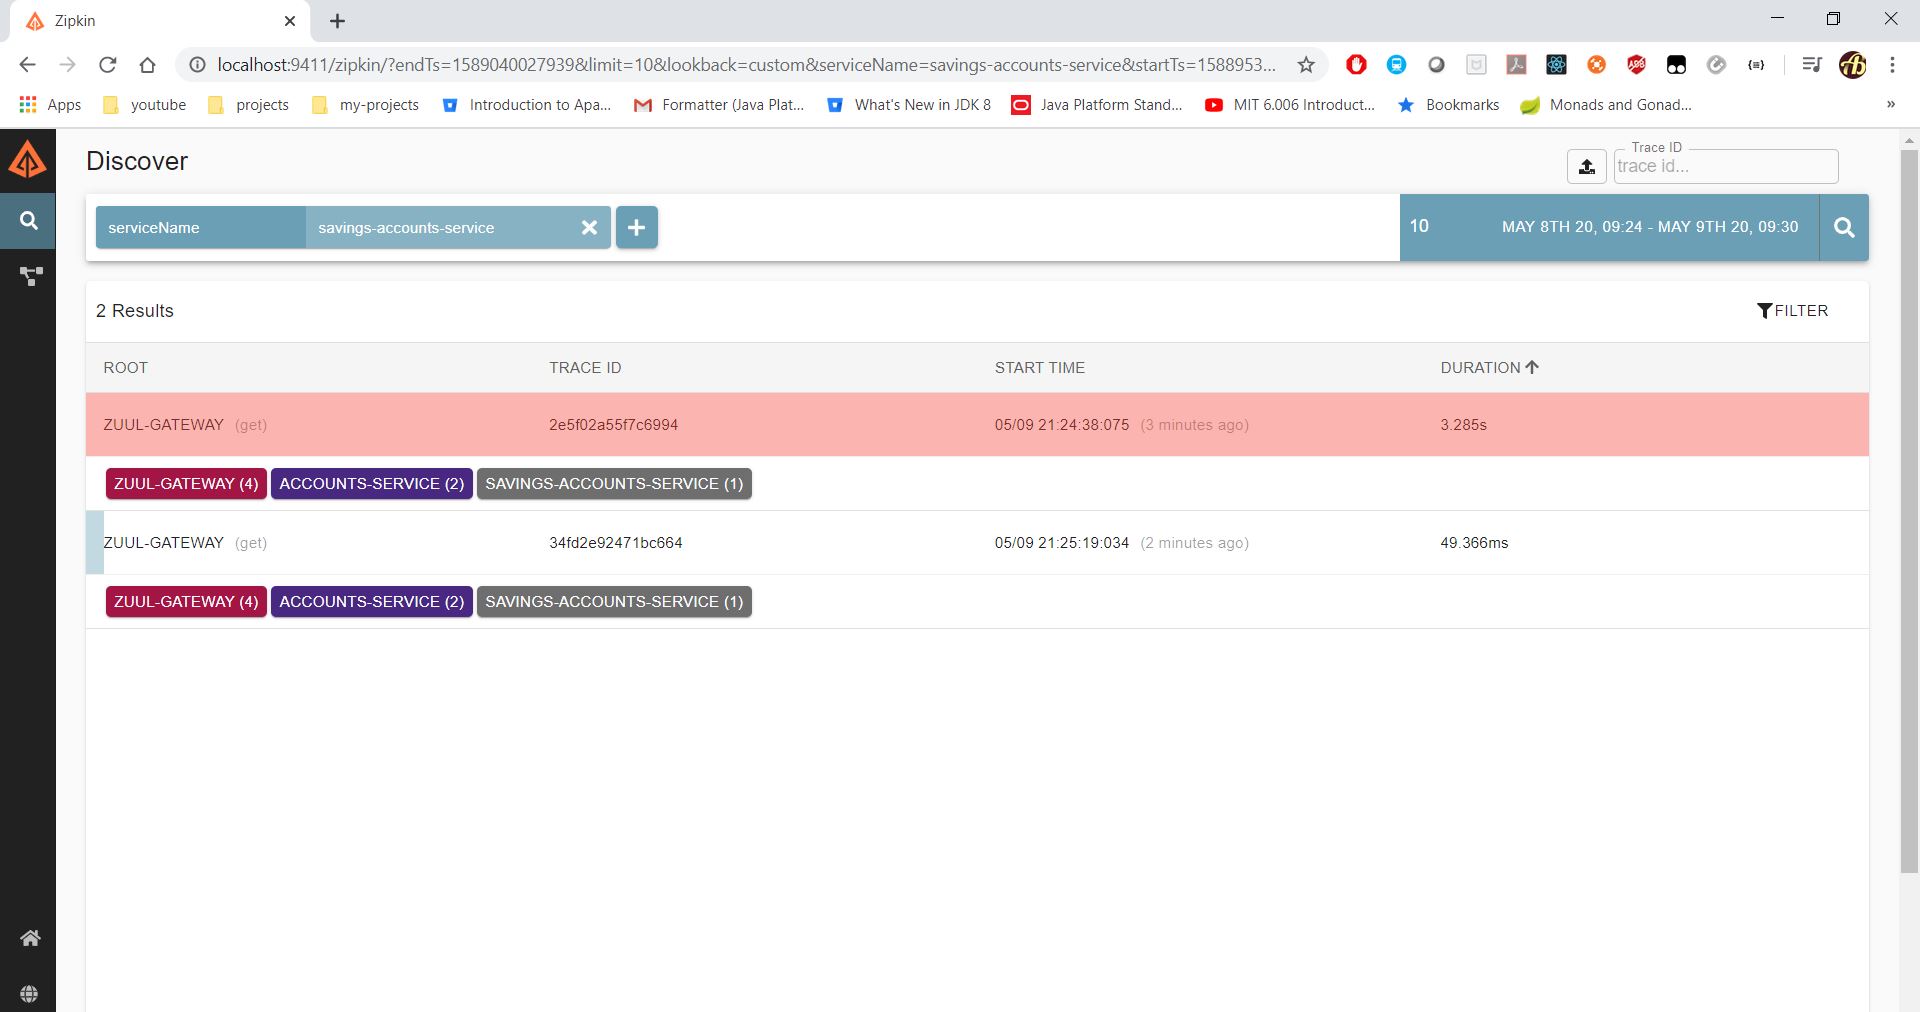 Zipkin
localhost:9411/zipkin/?endTs=1589040027939&limit=10&lookback=custom&serviceName=savings-accounts-service&startTs=1588953...
Apps youtube projects my-projects Introduction to Apa... Formatter (Java Plat... What's New in JDK 8 Java Platform Stand... MIT 6.006 Introduct... Bookmarks Monads and Gonad... »
Discover
Trace ID
trace id...
serviceName savings-accounts-service
10 MAY 8TH 20, 09:24 - MAY 9TH 20, 09:30
2 Results FILTER
ROOT TRACE ID START TIME DURATION
ZUUL-GATEWAY (get) 2e5f02a55f7c6994 05/09 21:24:38:075 (3 minutes ago) 3.285s
ZUUL-GATEWAY (4) ACCOUNTS-SERVICE (2) SAVINGS-ACCOUNTS-SERVICE (1)
ZUUL-GATEWAY (get) 34fd2e92471bc664 05/09 21:25:19:034 (2 minutes ago) 49.366ms
ZUUL-GATEWAY (4) ACCOUNTS-SERVICE (2) SAVINGS-ACCOUNTS-SERVICE (1)